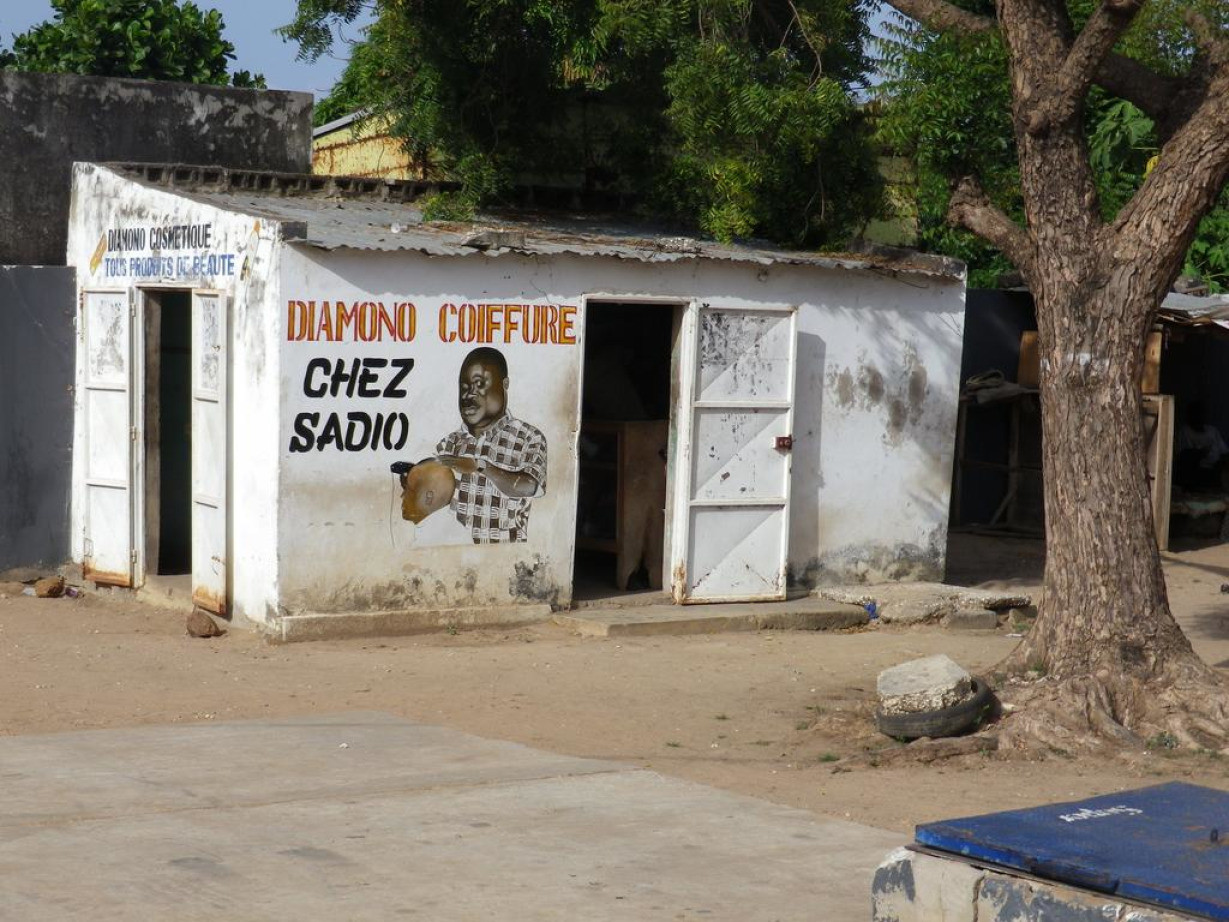 DIAMONO COSMETIQUE
TOUS PRODUITS DE BEAUTE
DIAMONO COIFFURE
CHEZ
SADIO